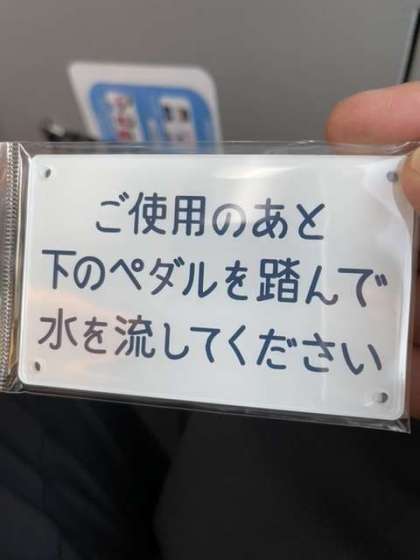 ご使用のあと
下のペダルを踏んで
水を流してください